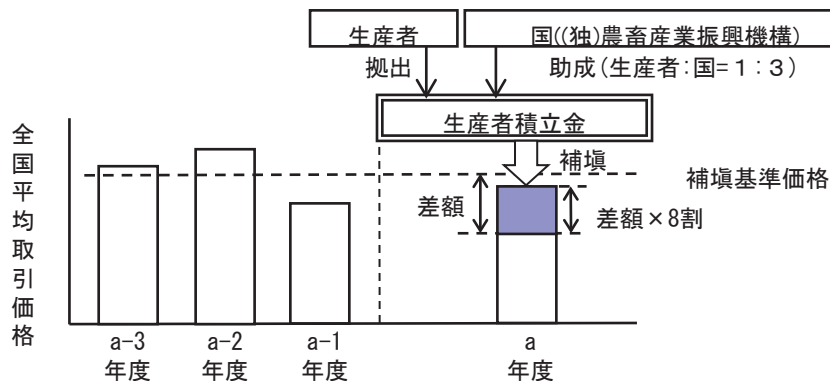 生産者
国((独)農畜産業振興機構)
拠出
助成(生産者:国=1:3)
生産者積立金
補塡
補塡基準価格
差額
差額×8割
全国平均取引価格
a-3
年度
a-2
年度
a-1
年度
a
年度